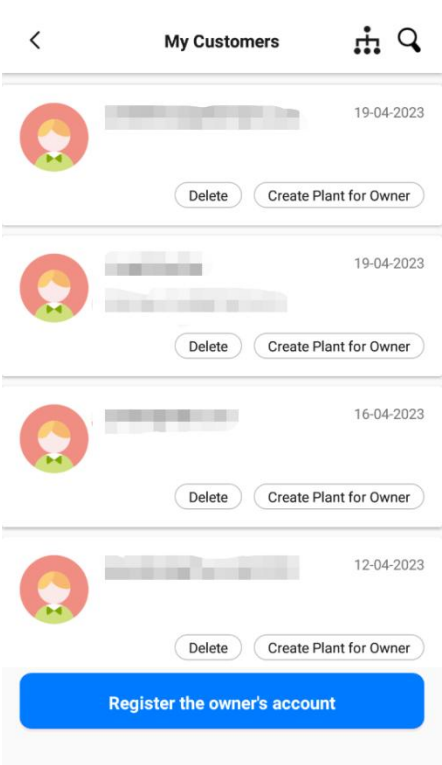 My Customers
19-04-2023
Delete Create Plant for Owner
19-04-2023
Delete Create Plant for Owner
16-04-2023
Delete Create Plant for Owner
12-04-2023
Delete Create Plant for Owner
Register the owner's account